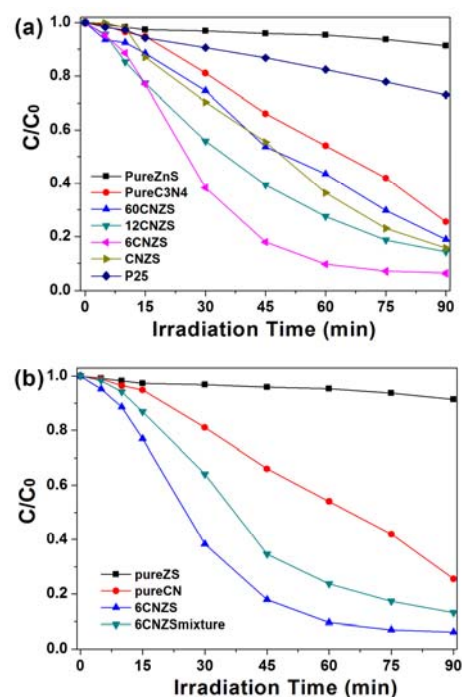 (a)
C/C0
1.0
0.8
0.6
0.4
0.2
0.0
PureZnS
PureC3N4
60CNZS
12CNZS
6CNZS
CNZS
P25
0 15 30 45 60 75 90
Irradiation Time (min)
(b)
C/C0
1.0
0.8
0.6
0.4
0.2
0.0
pureZS
pureCN
6CNZS
6CNZSmixture
0 15 30 45 60 75 90
Irradiation Time (min)